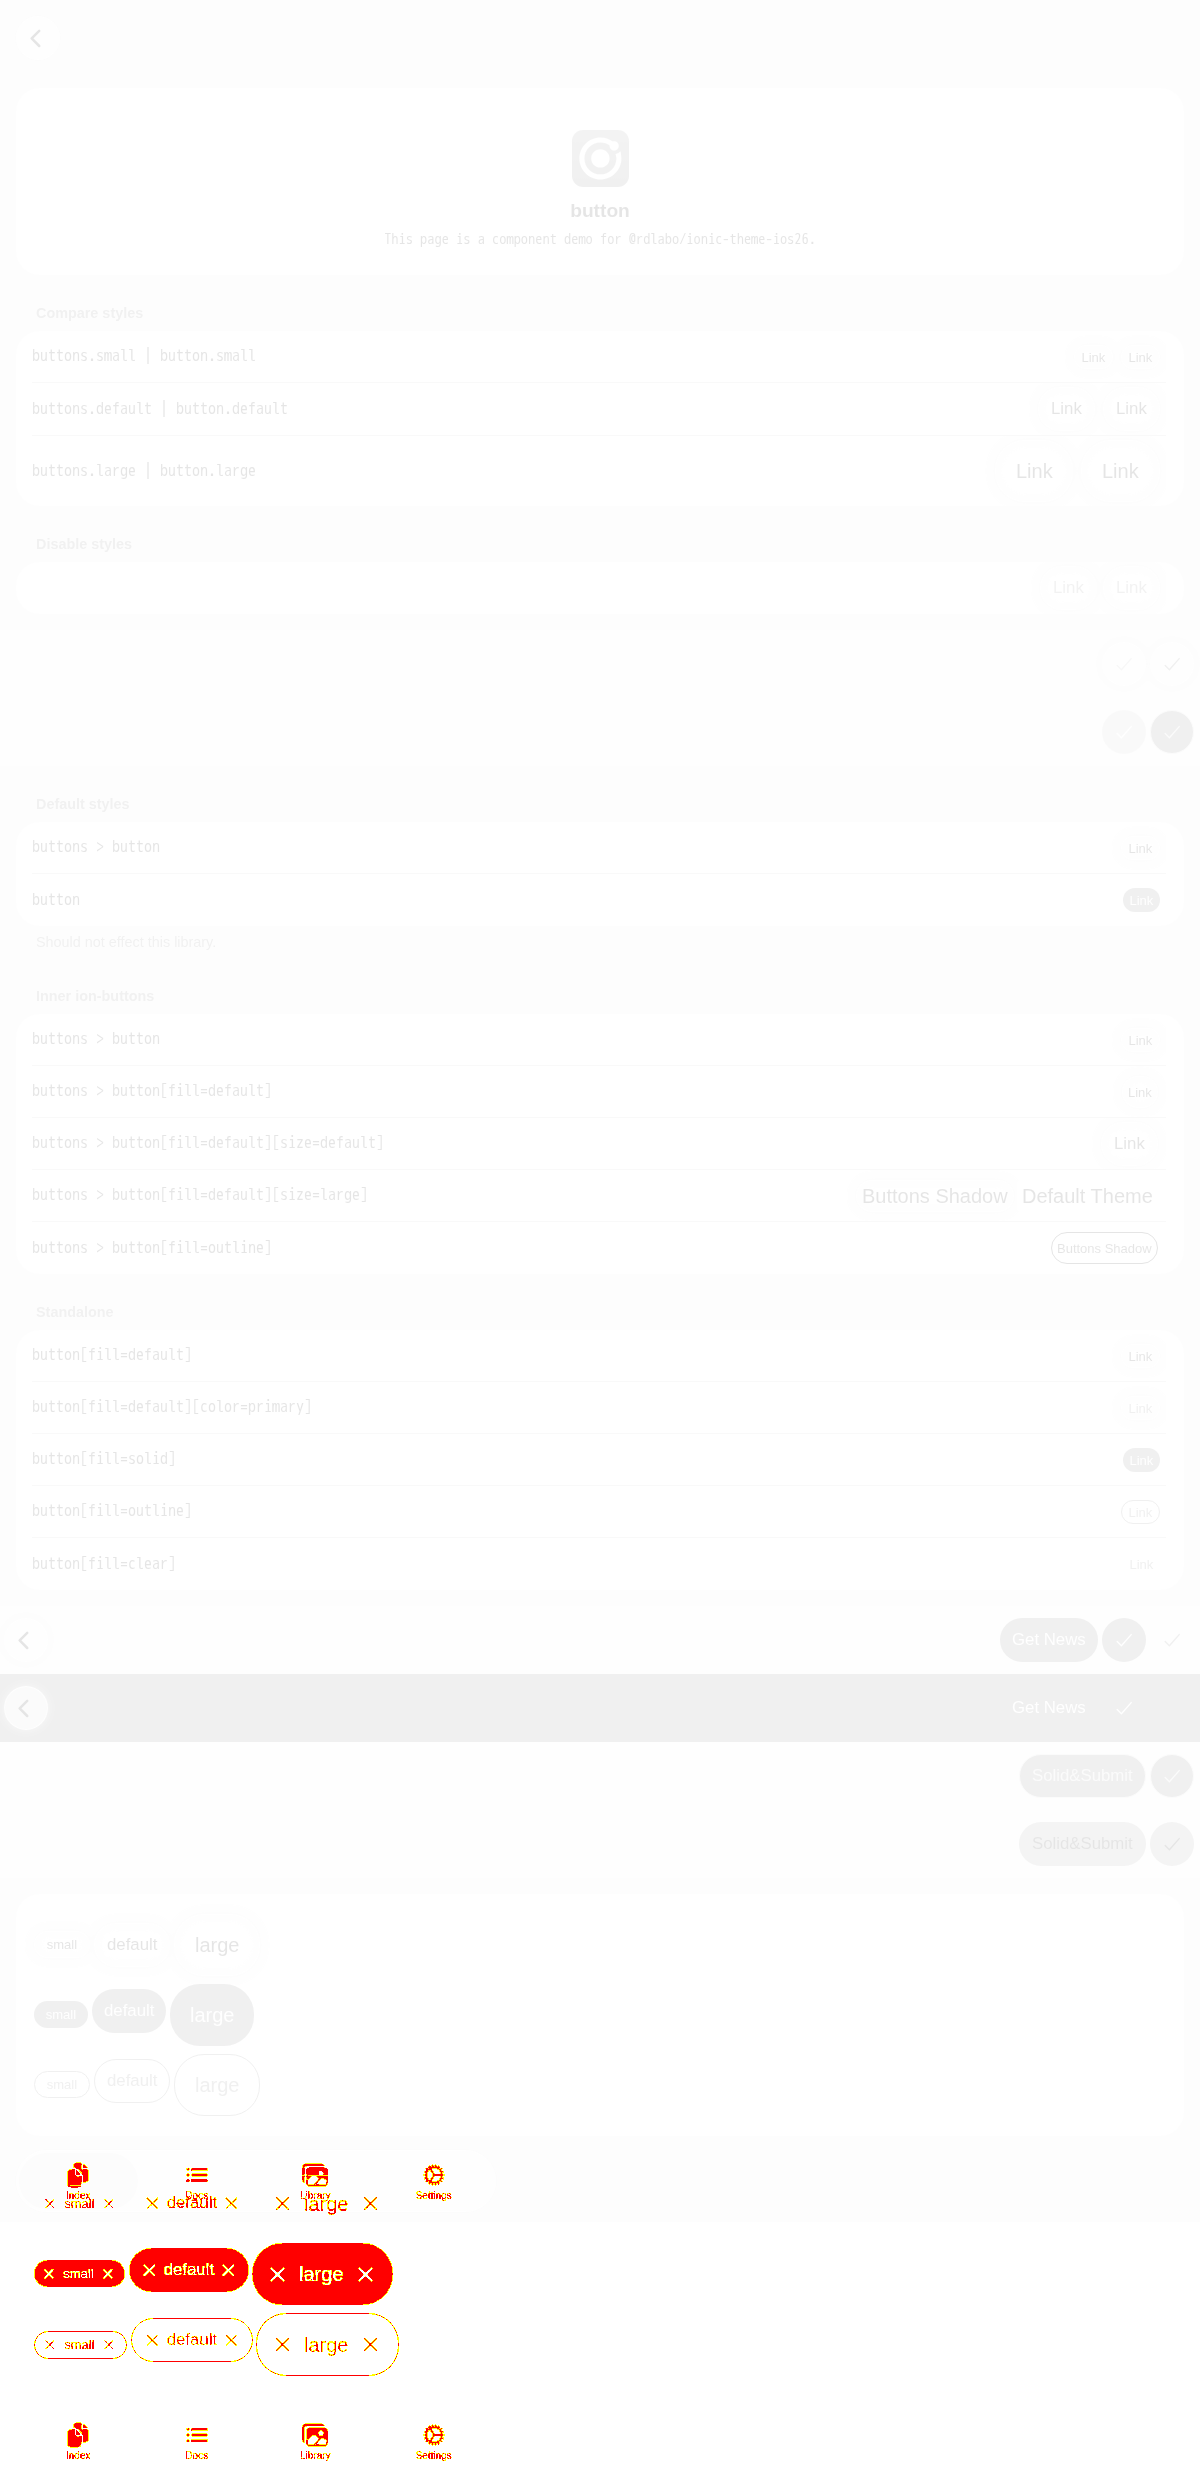 button
This page is a component demo for @rdlabo/ionic-theme-ios26.
Compare styles
buttons.small | button.small Link Link
buttons.default | button.default Link Link
buttons.large | button.large Link Link
Disable styles
Link Link
Default styles
buttons > button Link
button Link
Should not effect this library.
Inner ion-buttons
buttons > button Link
buttons > button[fill=default] Link
buttons > button[fill=default][size=default] Link
buttons > button[fill=default][size=large] Buttons Shadow Default Theme
buttons > button[fill=outline] Buttons Shadow
Standalone
button[fill=default] Link
button[fill=default][color=primary] Link
button[fill=solid] Link
button[fill=outline] Link
button[fill=clear] Link
Get News
Get News
Solid&Submit
Solid&Submit
small default large
small default large
small default large
Index Docs Library Settings
small default large
small default large
small default large
Index Docs Library Settings